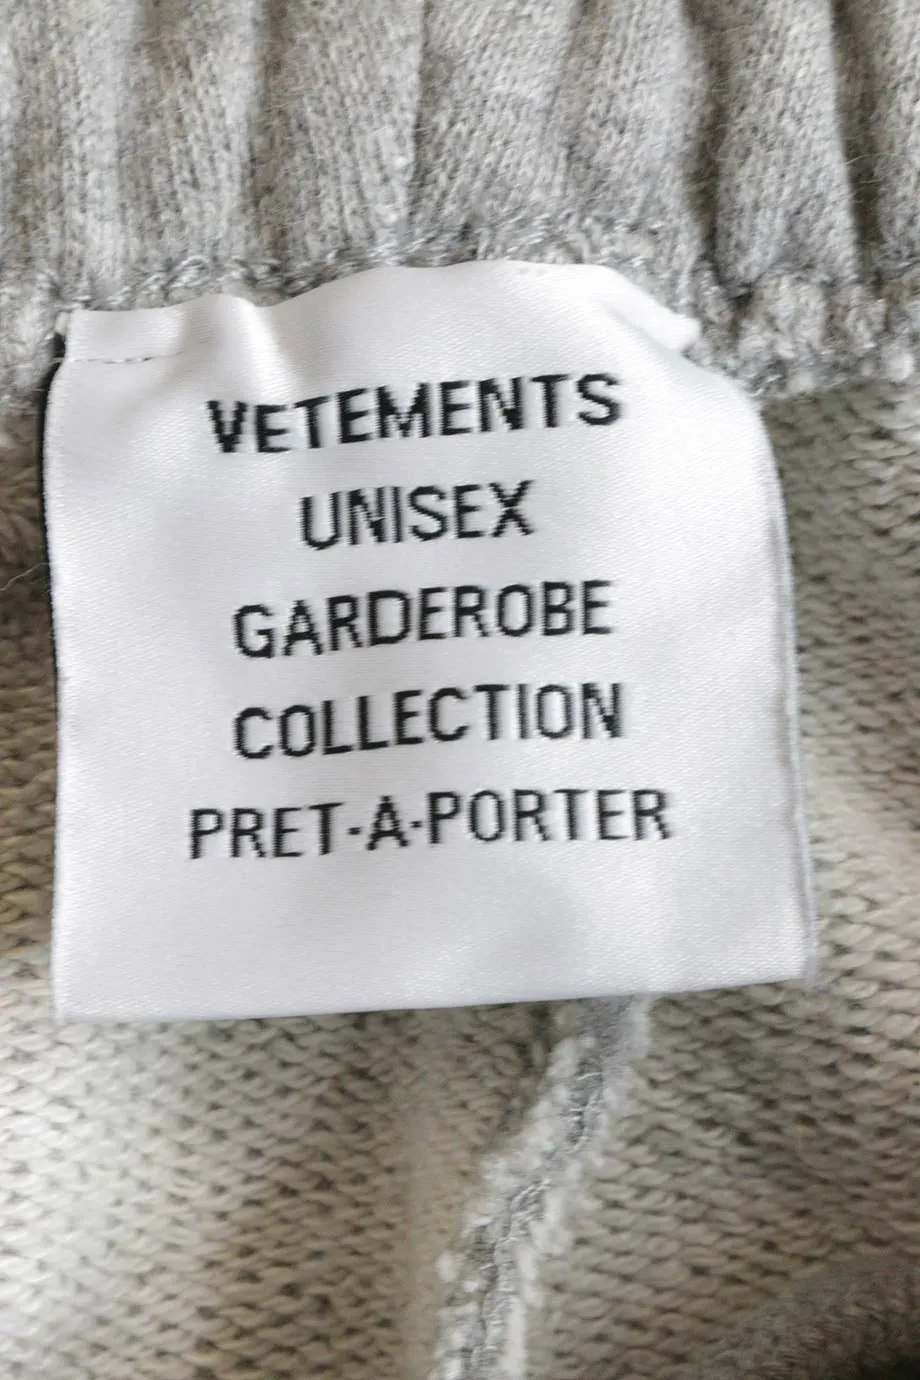 VETEMENTS
UNISEX
GARDEROBE
COLLECTION
PRET-A-PORTER